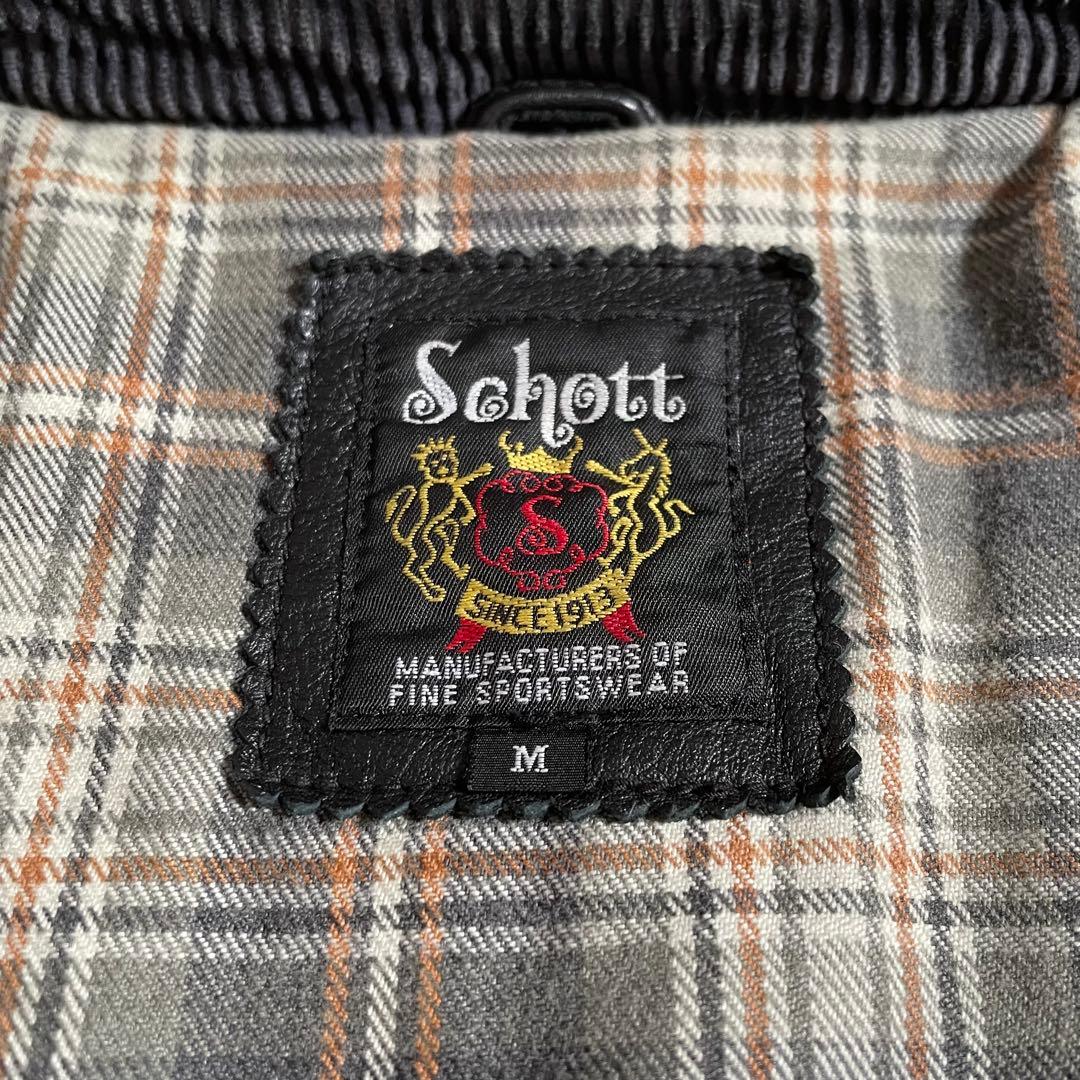 Schott
S
SINCE 1913
MANUFACTURERS OF
FINE SPORTSWEAR
M